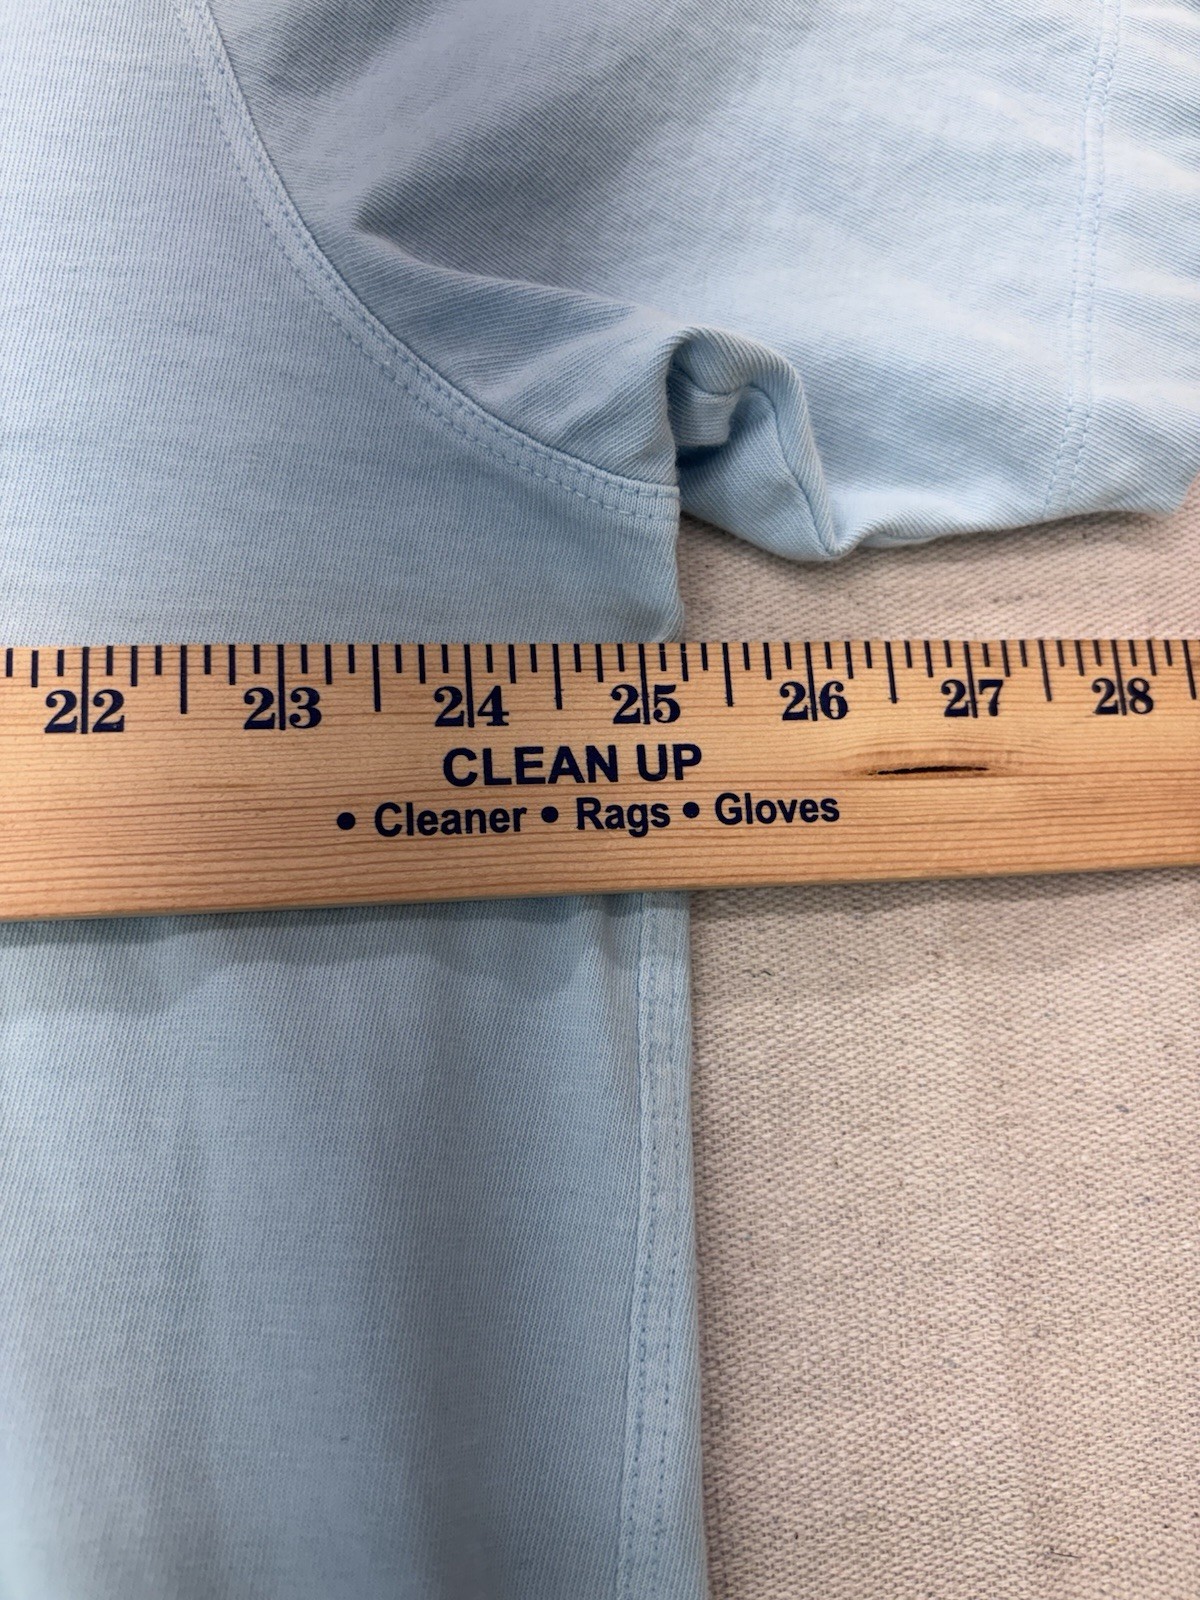 22 23 24 25 26 27 28
CLEAN UP
• Cleaner • Rags • Gloves